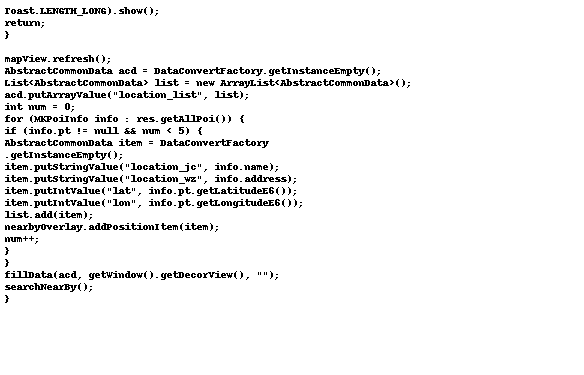 Toast.LENGTH_LONG).show();
return;
}
mapView.refresh();
AbstractCommonData acd = DataConvertFactory.getInstanceEmpty();
List<AbstractCommonData> list = new ArrayList<AbstractCommonData>();
acd.putArrayValue("location_list", list);
int num = 0;
for (MKPoiInfo info : res.getAllPoi()) {
if (info.pt != null && num < 5) {
AbstractCommonData item = DataConvertFactory
.getInstanceEmpty();
item.putStringValue("location_jc", info.name);
item.putStringValue("location_wz", info.address);
item.putIntValue("lat", info.pt.getLatitudeE6());
item.putIntValue("lon", info.pt.getLongitudeE6());
list.add(item);
nearbyOverlay.addPositionItem(item);
num++;
}
}
fillData(acd, getWindow().getDecorView(), "");
searchNearBy();
}